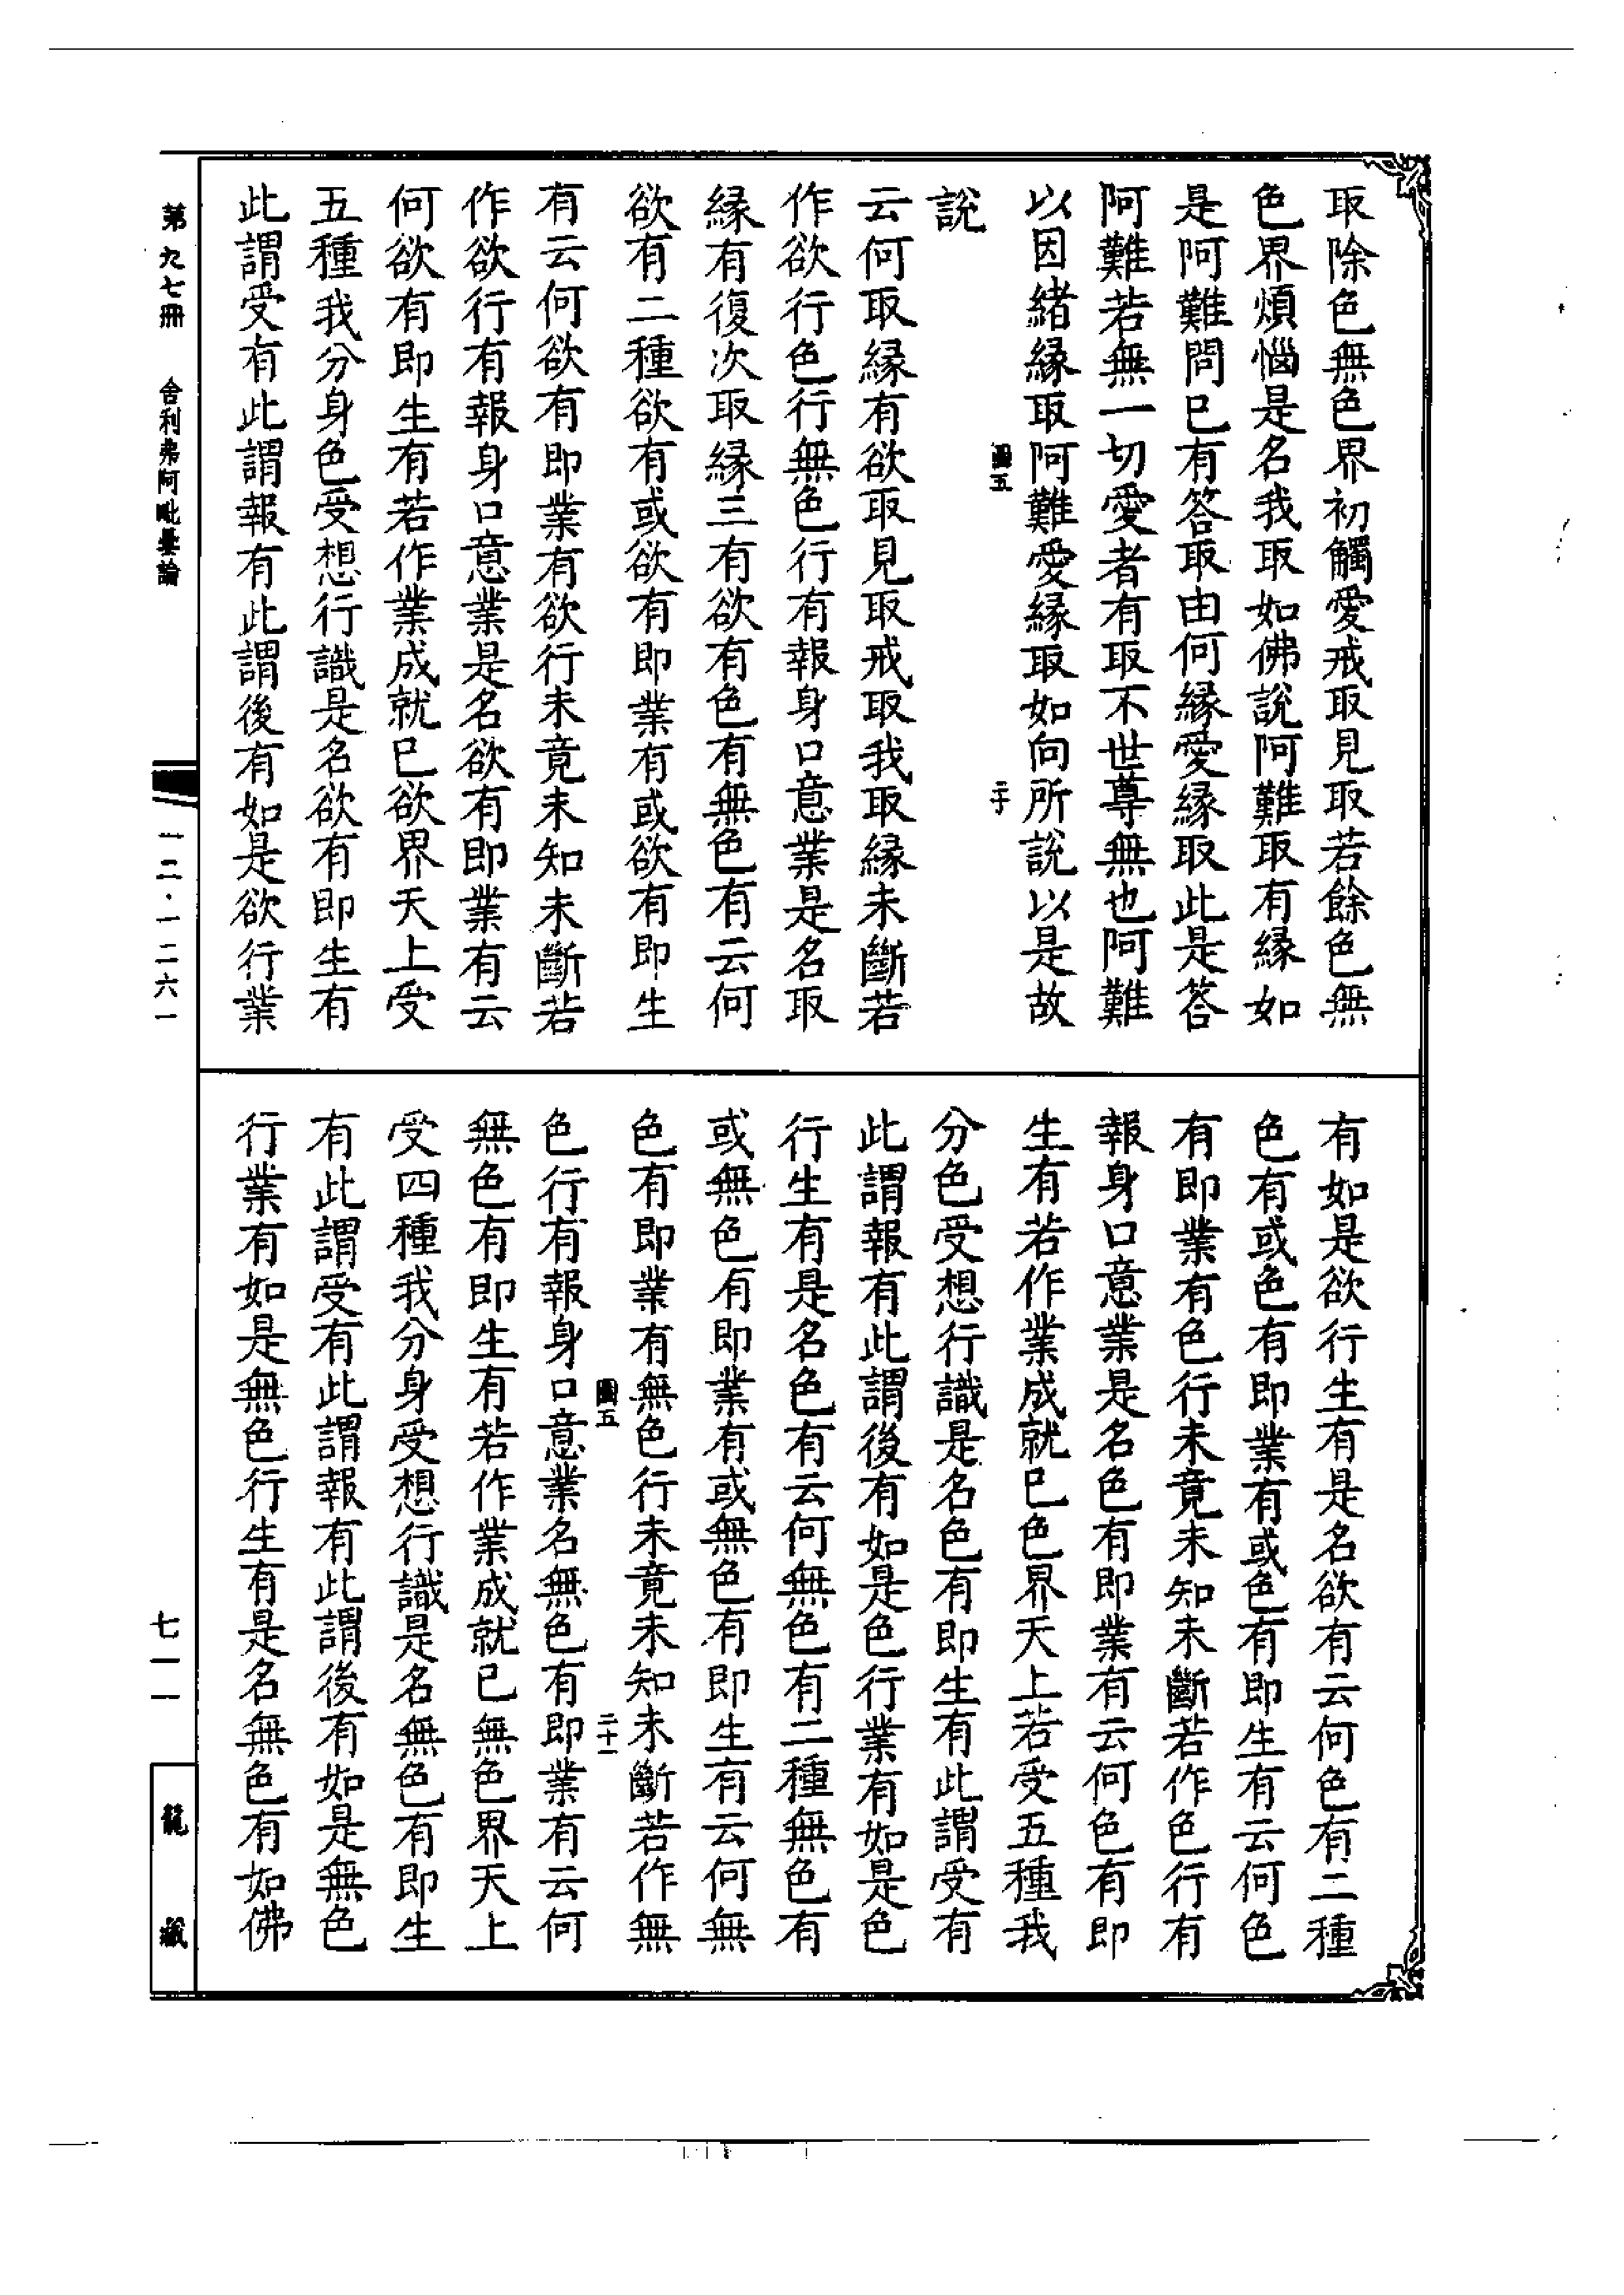 取除色無色界初觸愛戒取見取若餘色無
色界煩惱是名我取如佛說阿難取有緣如
是阿難問已有答取由何緣愛緣取此是答
阿難若無一切愛者有取不世尊無也阿難
以因緒緣取阿難愛緣取如向所說以是故
圖五
二十
說
云何取緣有欲取見取戒取我取緣未斷若
作欲行色行無色行有報身口意業是名取
緣有復次取緣三有欲有色有無色有云何
欲有二種欲有或欲有即業有或欲有即生
有云何欲有即業有欲行未竟未知未斷若
作欲行有報身口意業是名欲有即業有云
何欲有即生有若作業成就已欲界天上受
五種我分身色受想行識是名欲有即生有
此謂受有此謂報有此謂後有如是欲行業
有如是欲行生有是名欲有云何色有二種
色有或色有即業有或色有即生有云何色
有即業有色行未竟未知未斷若作色行有
報身口意業是名色有即業有云何色有即
生有若作業成就已色界天上若受五種我
分色受想行識是名色有即生有此謂受有
此謂報有此謂後有如是色行業有如是色
行生有是名色有云何無色有二種無色有
或無色有即業有或無色有即生有云何無
色有即業有無色行未竟未知未斷若作無
圖五
二十一
色行有報身口意業名無色有即業有云何
無色有即生有若作業成就已無色界天上
受四種我分身受想行識是名無色有即生
有此謂受有此謂報有此謂後有如是無色
行業有如是無色行生有是名無色有如佛
第九七冊
舍利弗阿毗曇論
一二·一二六一
七一一
龍藏